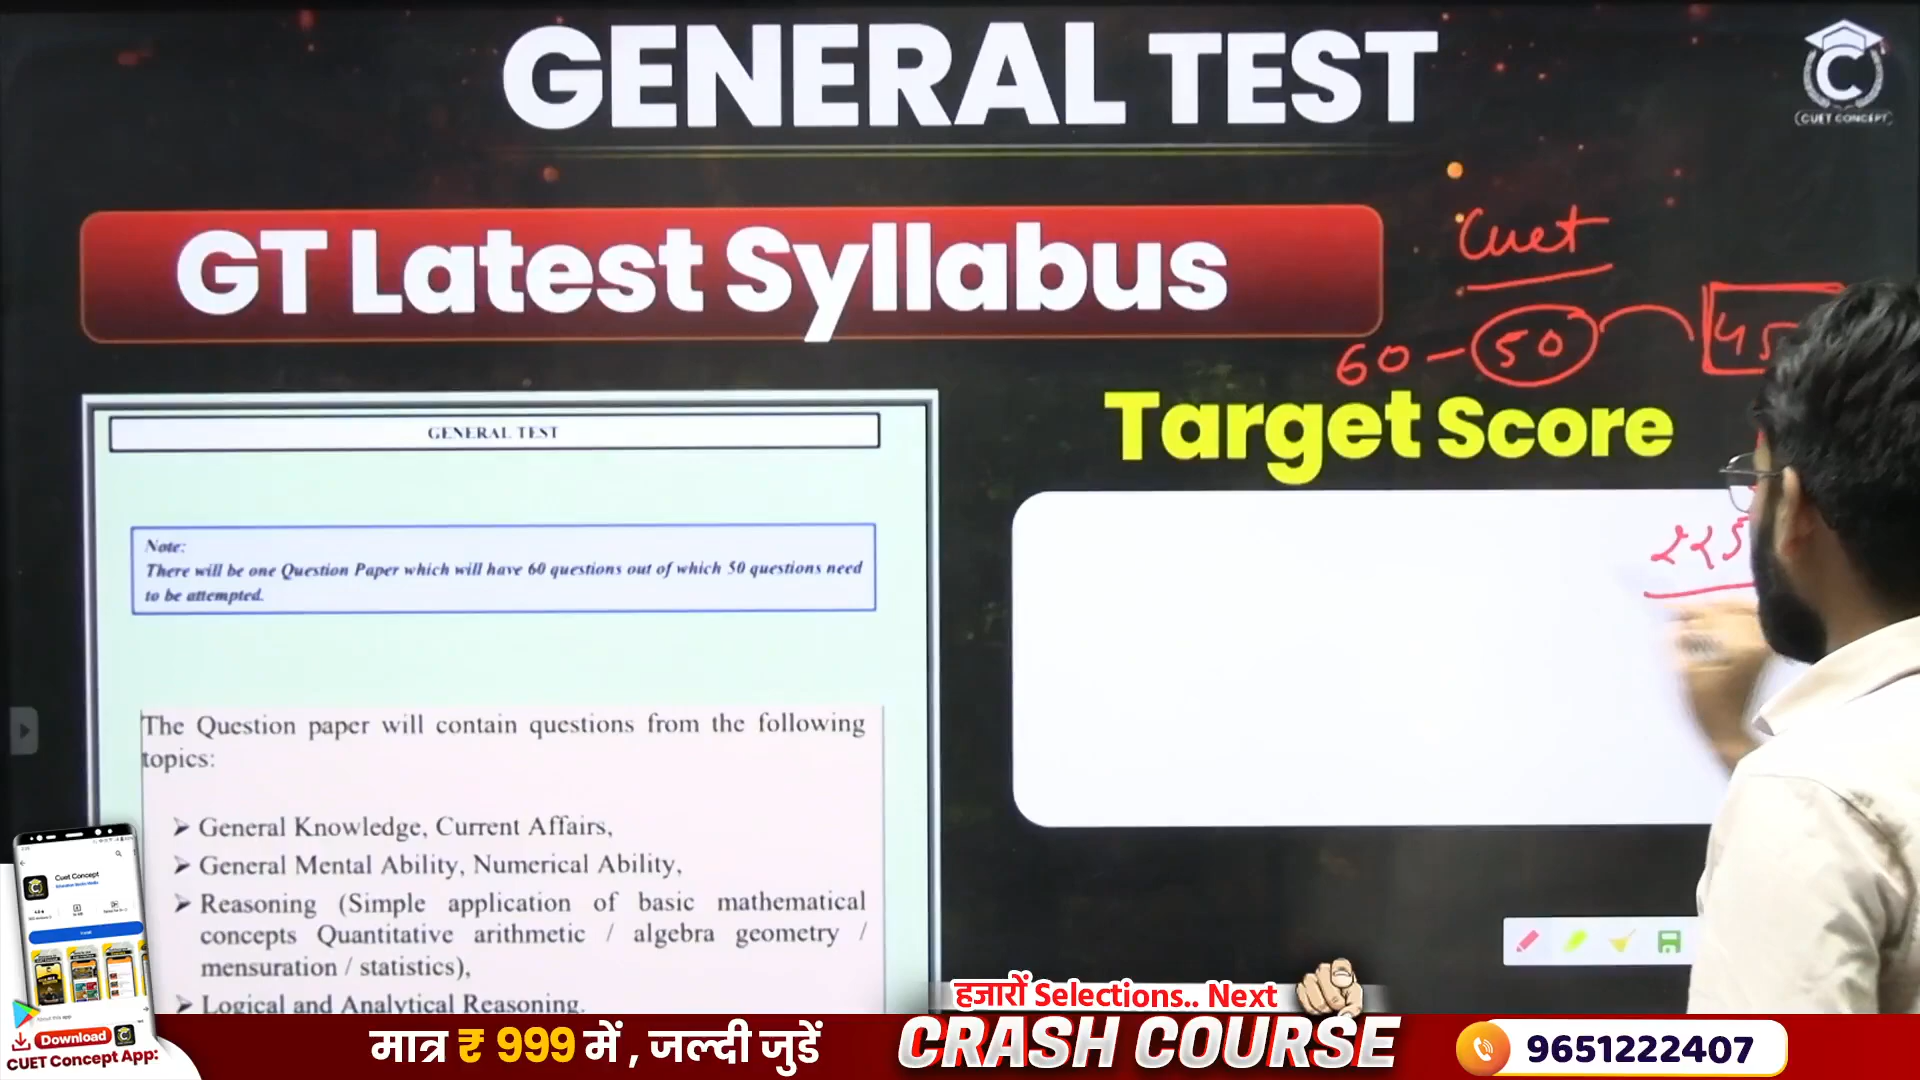 GENERAL TEST
C
CUET CONCEPT
GT Latest Syllabus
Cuet
60 - 50
45
Target Score
225
GENERAL TEST
Note:
There will be one Question Paper which will have 60 questions out of which 50 questions need
to be attempted.
The Question paper will contain questions from the following
topics:
➢ General Knowledge, Current Affairs,
➢ General Mental Ability, Numerical Ability,
➢ Reasoning (Simple application of basic mathematical
concepts Quantitative arithmetic / algebra geometry /
mensuration / statistics),
➢ Logical and Analytical Reasoning.
Cuet Concept
Download
CUET Concept App:
हजारों Selections.. Next
मात्र ₹ 999 में , जल्दी जुडें
CRASH COURSE
9651222407